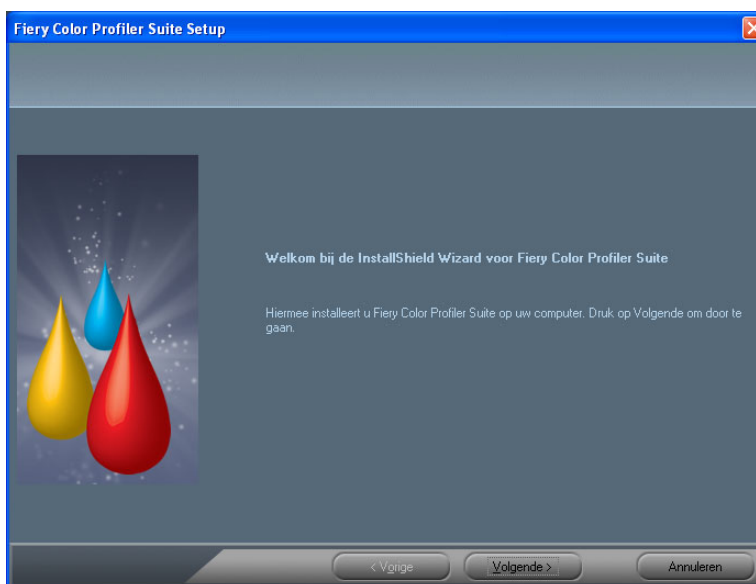 Fiery Color Profiler Suite Setup
Welkom bij de InstallShield Wizard voor Fiery Color Profiler Suite
Hiermee installeert u Fiery Color Profiler Suite op uw computer. Druk op Volgende om door te
gaan.
< Vorige
Volgende >
Annuleren